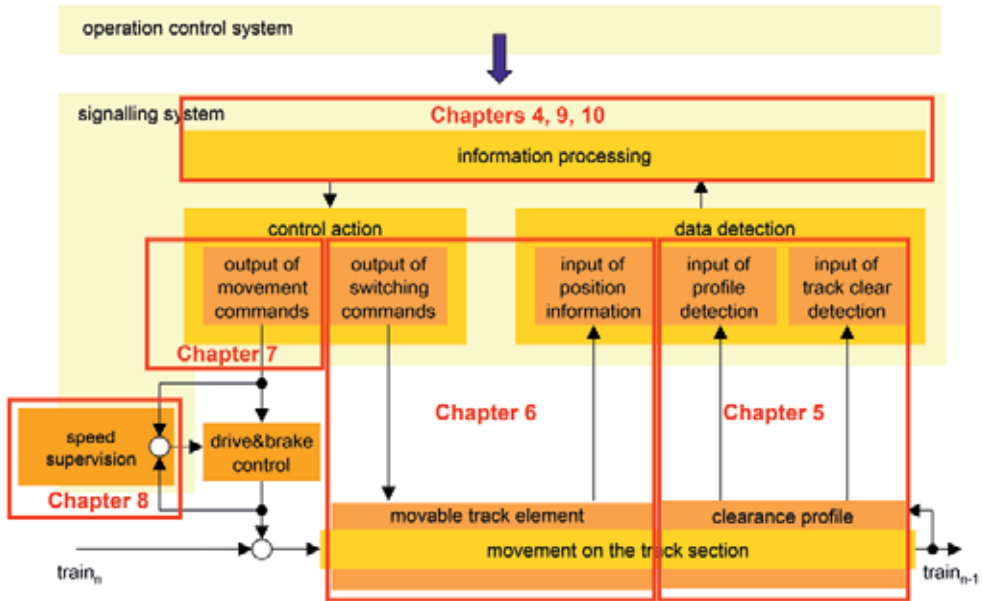 operation control system
signalling system
Chapters 4, 9, 10
information processing
control action
data detection
output of
movement
commands
output of
switching
commands
input of
position
information
input of
profile
detection
input of
track clear
detection
Chapter 7
Chapter 6
Chapter 5
speed
supervision
drive&brake
control
Chapter 8
movable track element
clearance profile
movement on the track section
trainn
trainn-1